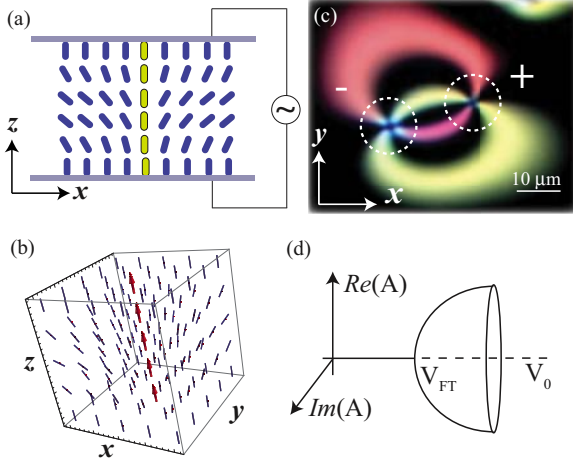 (a)
z
x
~
(c)
-
+
y
x
10 μm
(b)
z
x
y
(d)
Re(A)
V_FT
V_0
Im(A)